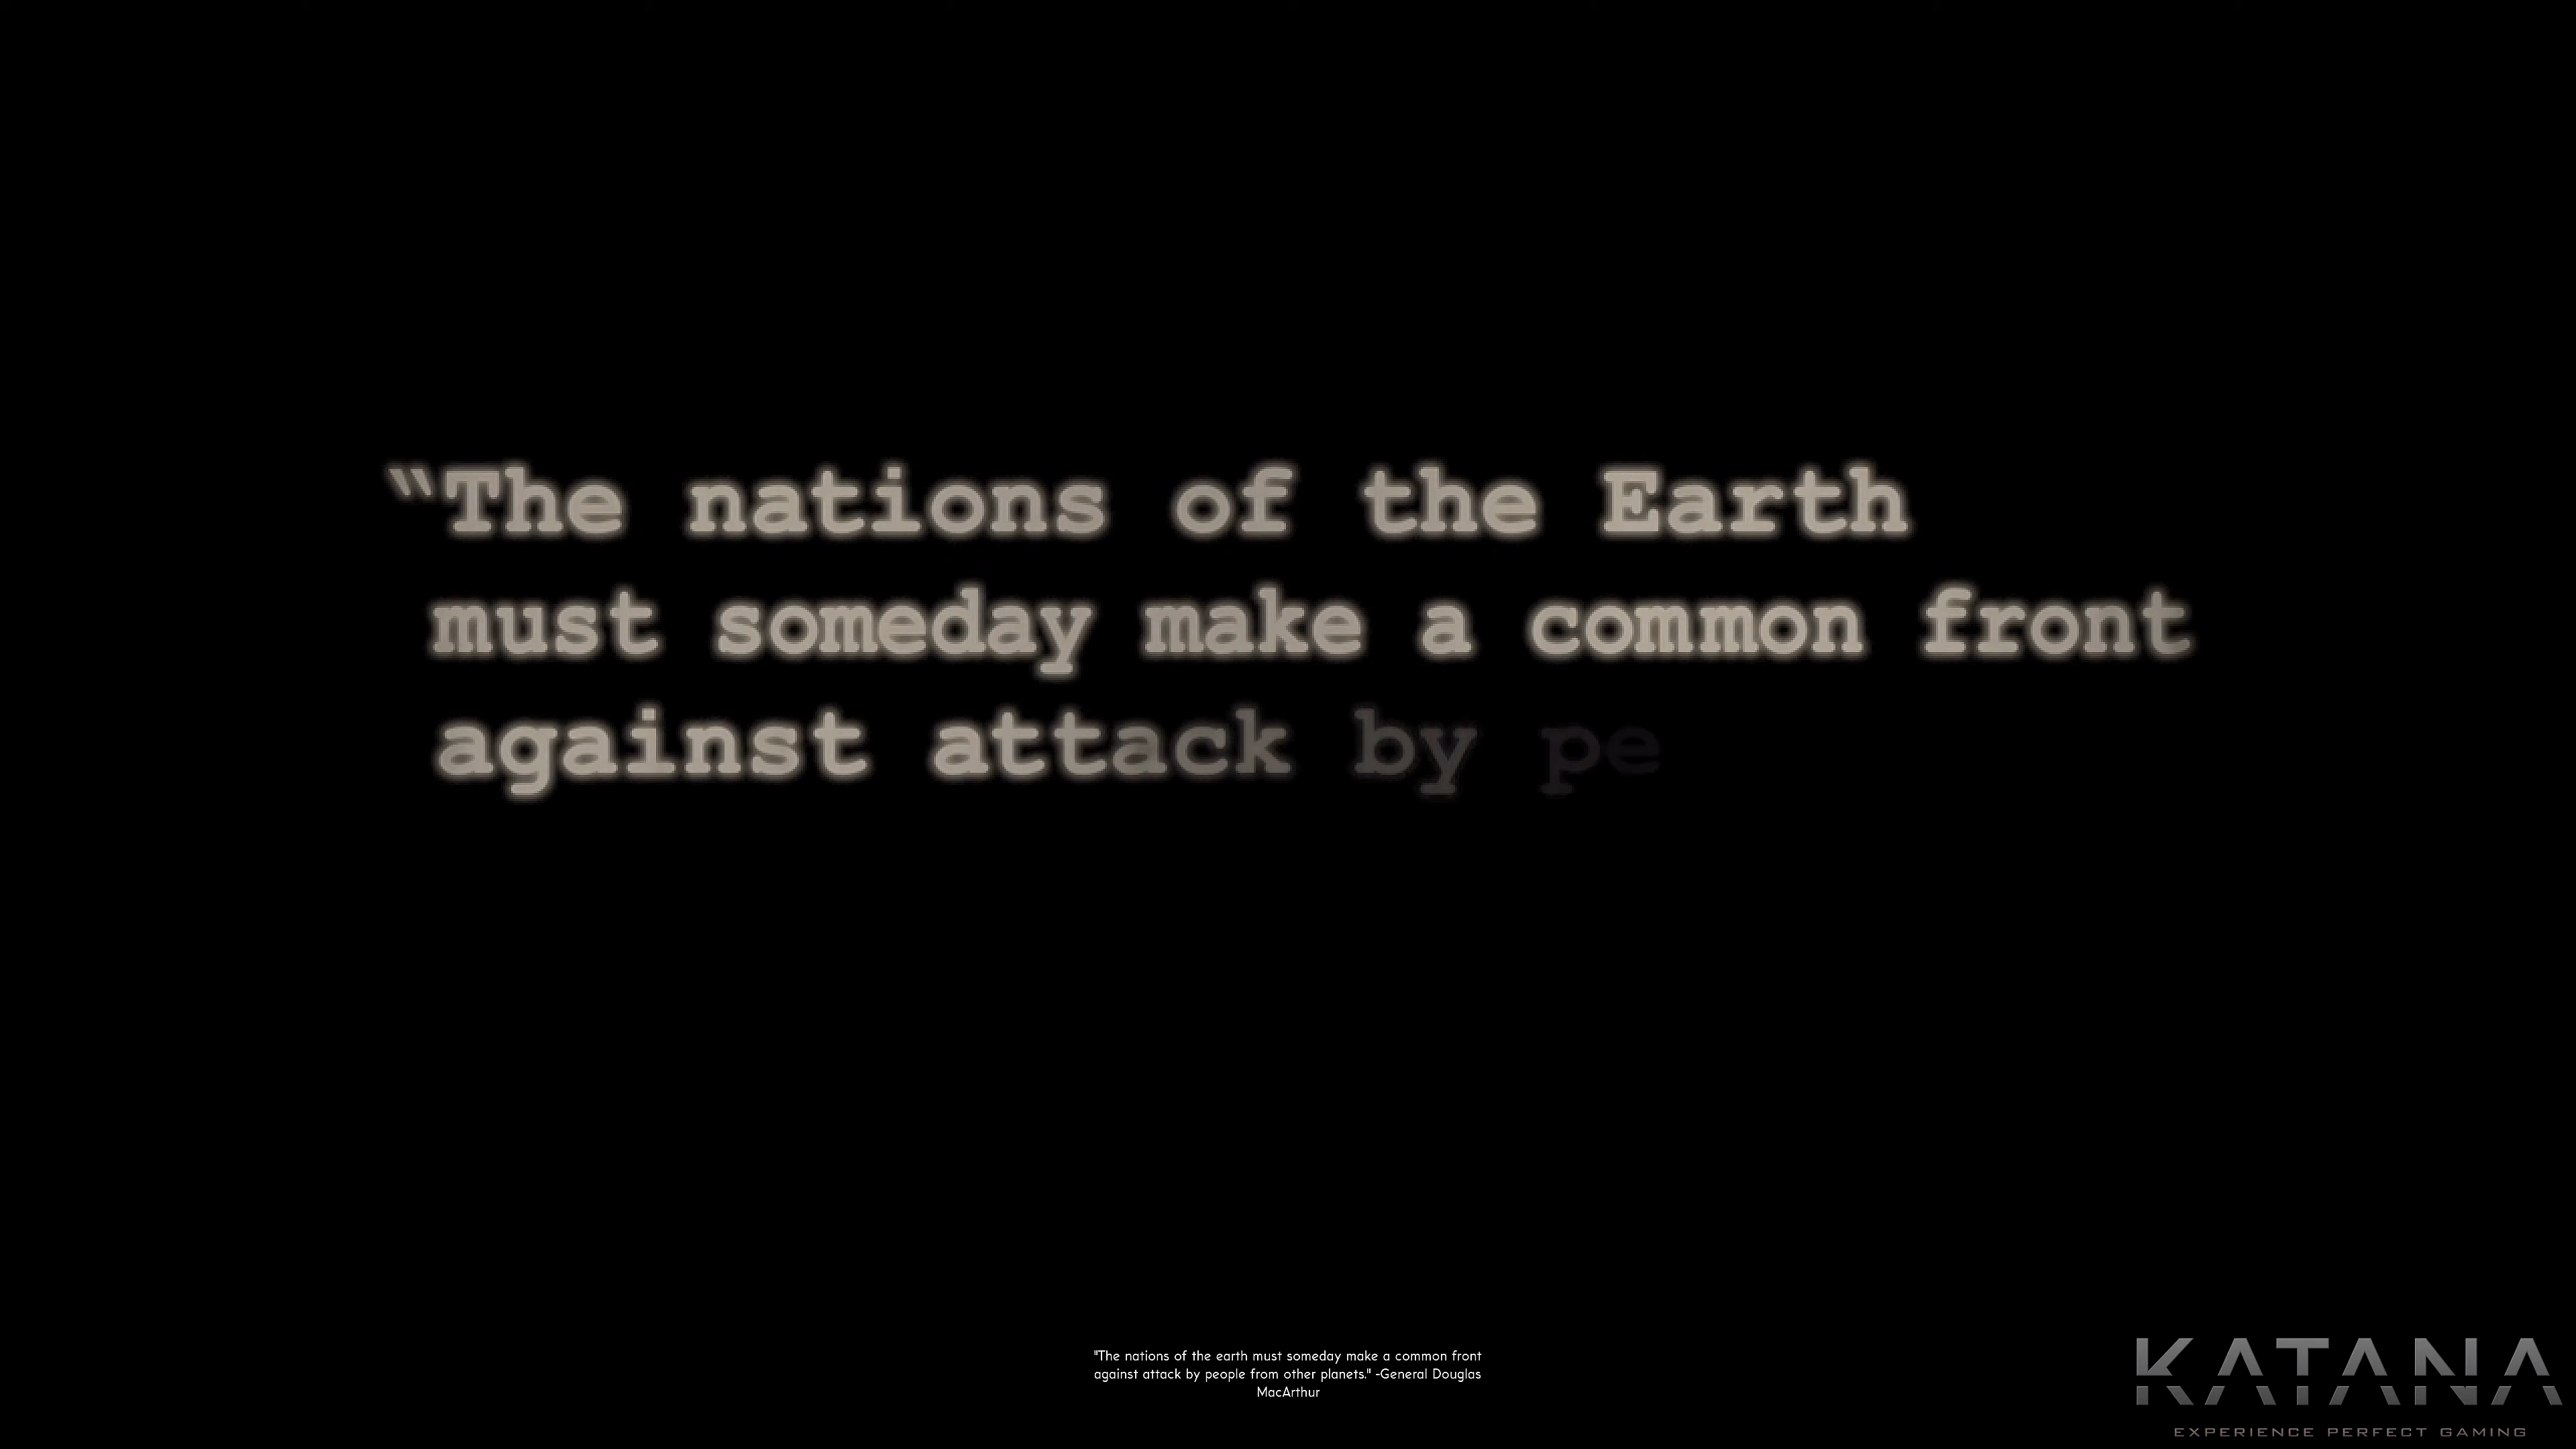 “The nations of the Earth
must someday make a common front
against attack by pe
"The nations of the earth must someday make a common front
against attack by people from other planets." -General Douglas
MacArthur
KATANA
EXPERIENCE PERFECT GAMING